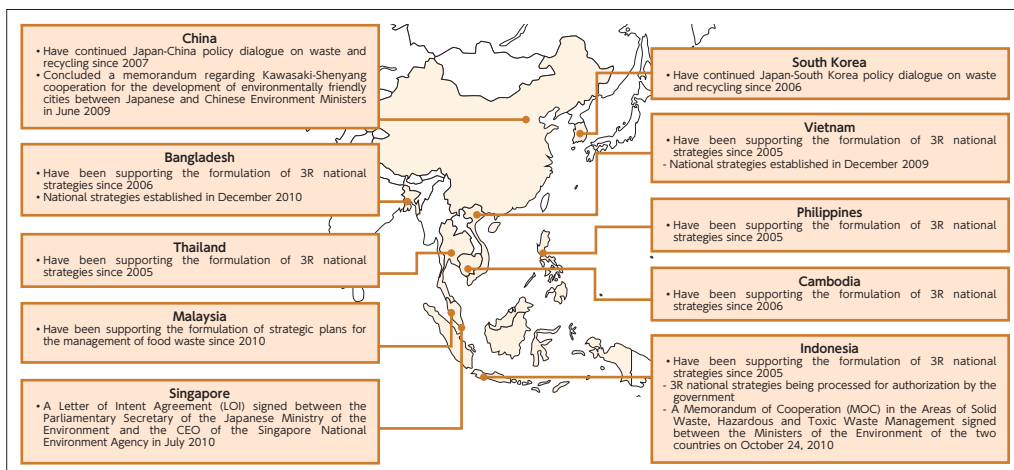 China
• Have continued Japan-China policy dialogue on waste and
recycling since 2007
• Concluded a memorandum regarding Kawasaki-Shenyang
cooperation for the development of environmentally friendly
cities between Japanese and Chinese Environment Ministers
in June 2009
Bangladesh
• Have been supporting the formulation of 3R national
strategies since 2006
• National strategies established in December 2010
Thailand
• Have been supporting the formulation of 3R national
strategies since 2005
Malaysia
• Have been supporting the formulation of strategic plans for
the management of food waste since 2010
Singapore
• A Letter of Intent Agreement (LOI) signed between the
Parliamentary Secretary of the Japanese Ministry of the
Environment and the CEO of the Singapore National
Environment Agency in July 2010
South Korea
• Have continued Japan-South Korea policy dialogue on waste
and recycling since 2006
Vietnam
• Have been supporting the formulation of 3R national
strategies since 2005
- National strategies established in December 2009
Philippines
• Have been supporting the formulation of 3R national
strategies since 2005
Cambodia
• Have been supporting the formulation of 3R national
strategies since 2006
Indonesia
• Have been supporting the formulation of 3R national
strategies since 2005
- 3R national strategies being processed for authorization by the
government
- A Memorandum of Cooperation (MOC) in the Areas of Solid
Waste, Hazardous and Toxic Waste Management signed
between the Ministers of the Environment of the two
countries on October 24, 2010